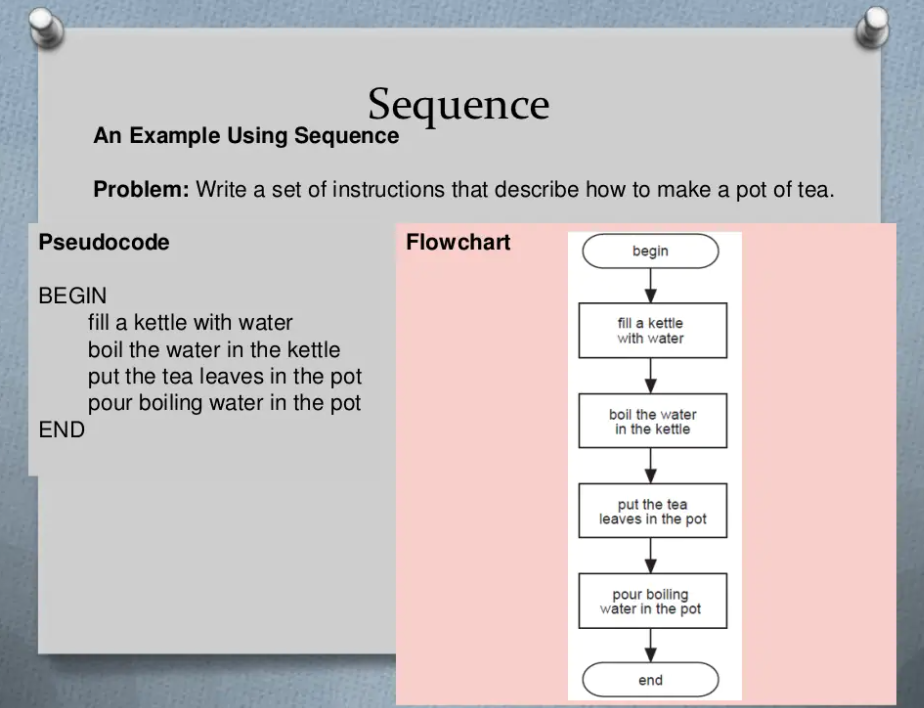 Sequence
An Example Using Sequence
Problem: Write a set of instructions that describe how to make a pot of tea.
Pseudocode
BEGIN
fill a kettle with water
boil the water in the kettle
put the tea leaves in the pot
pour boiling water in the pot
END
Flowchart
begin
fill a kettle
with water
boil the water
in the kettle
put the tea
leaves in the pot
pour boiling
water in the pot
end